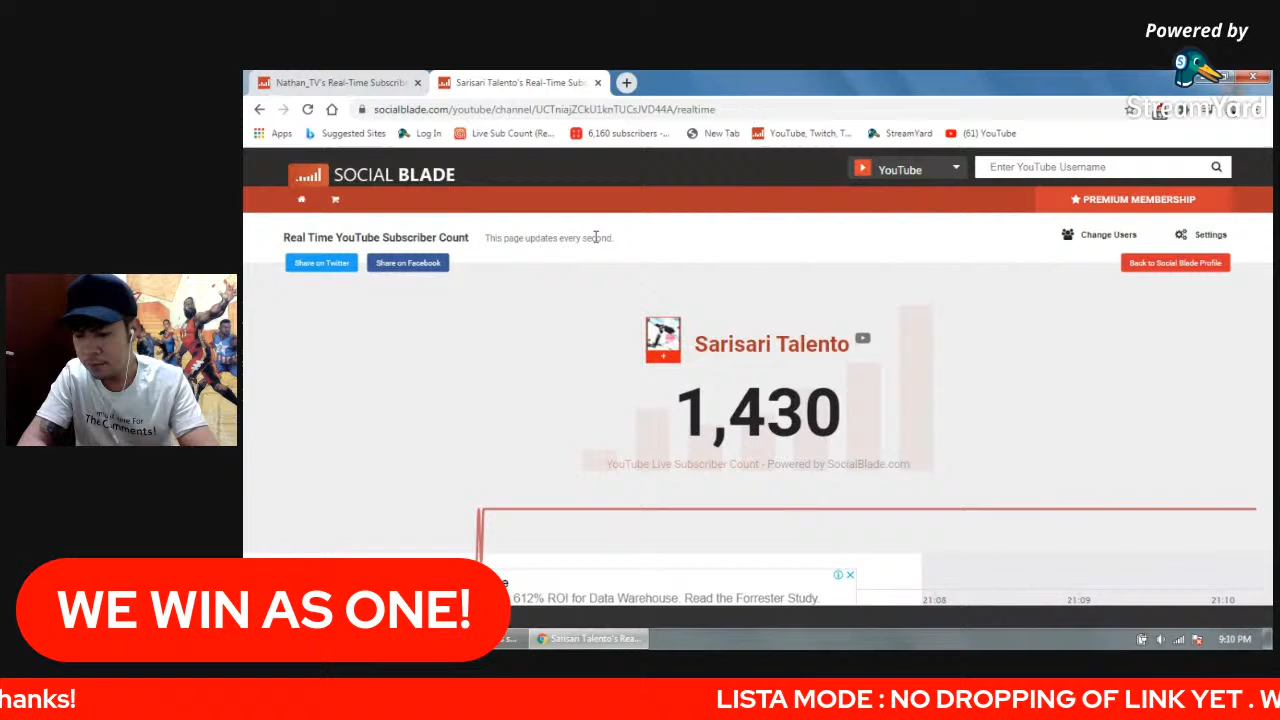 Powered by
StreamYard
Nathan_TV's Real-Time Subscrib
Sarisari Talento's Real-Time Sub
socialblade.com/youtube/channel/UCTniajZCkU1knTUCsJVD44A/realtime
Apps
Suggested Sites
Log In
Live Sub Count (Re...
6,160 subscribers -...
New Tab
YouTube, Twitch, T...
StreamYard
(61) YouTube
SOCIAL BLADE
YouTube
Enter YouTube Username
PREMIUM MEMBERSHIP
Real Time YouTube Subscriber Count
This page updates every second.
Change Users
Settings
Share on Twitter
Share on Facebook
Back to Social Blade Profile
Sarisari Talento
1,430
YouTube Live Subscriber Count - Powered by SocialBlade.com
The Comments!
612% ROI for Data Warehouse. Read the Forrester Study.
21:08
21:09
21:10
WE WIN AS ONE!
Sarisari Talento's Rea...
9:10 PM
hanks!
LISTA MODE : NO DROPPING OF LINK YET . W